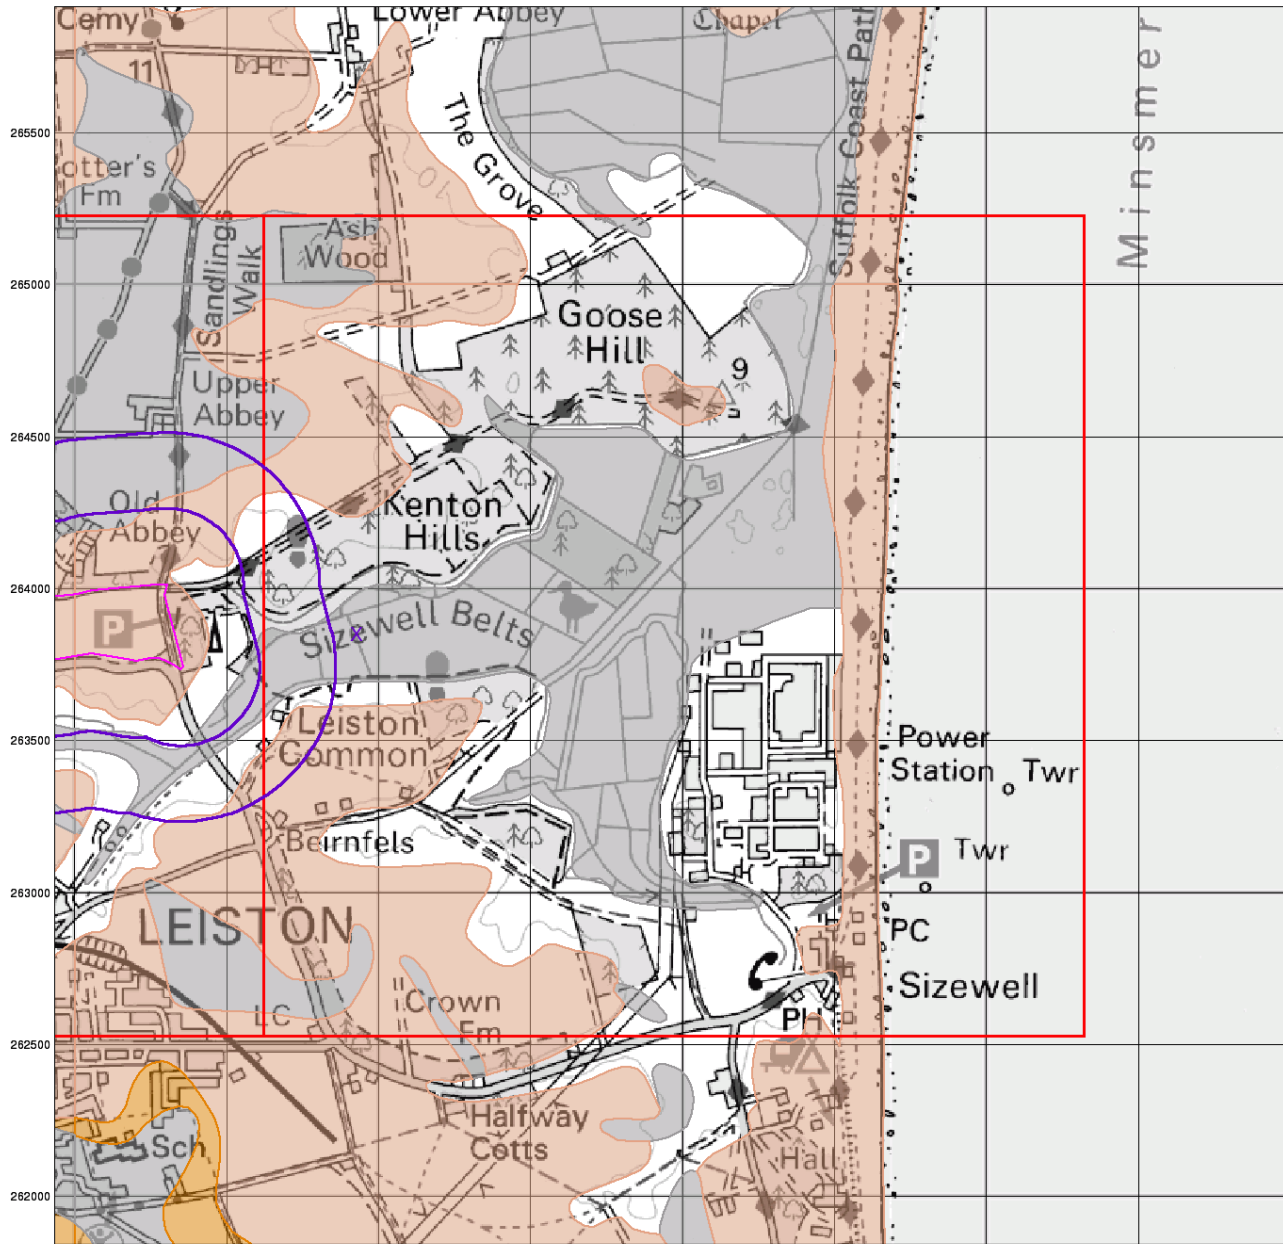 Cemy
Lower Abbey
Chapel
11
265500
The Grove
Suffolk Coast Path
Minsmer
otter's
Fm
10
Sandlings
Walk
Ash
Wood
265000
Goose
Hill
9
Upper
Abbey
264500
Old
Abbey
Kenton
Hills
264000
P
Sizewell Belts
x
263500
Leiston
Common
Power
Station
Twr
Beirnfels
P
Twr
263000
LEISTON
PC
Sizewell
LC
Crown
Fm
PH
262500
Halfway
Cotts
Sch
Hall
262000